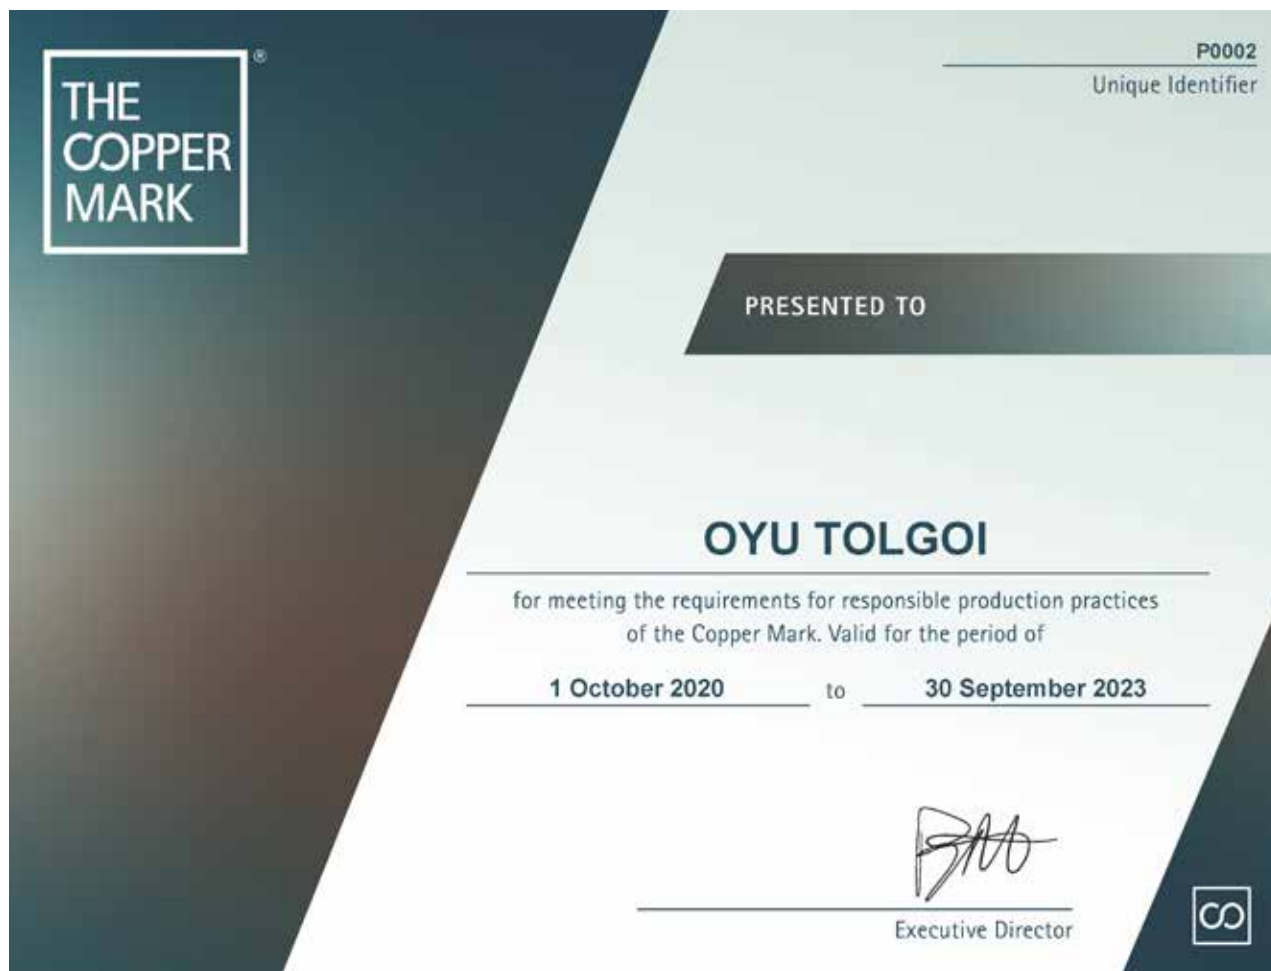 THE
COPPER
MARK
®
P0002
Unique Identifier
PRESENTED TO
OYU TOLGOI
for meeting the requirements for responsible production practices
of the Copper Mark. Valid for the period of
1 October 2020 to 30 September 2023
Executive Director